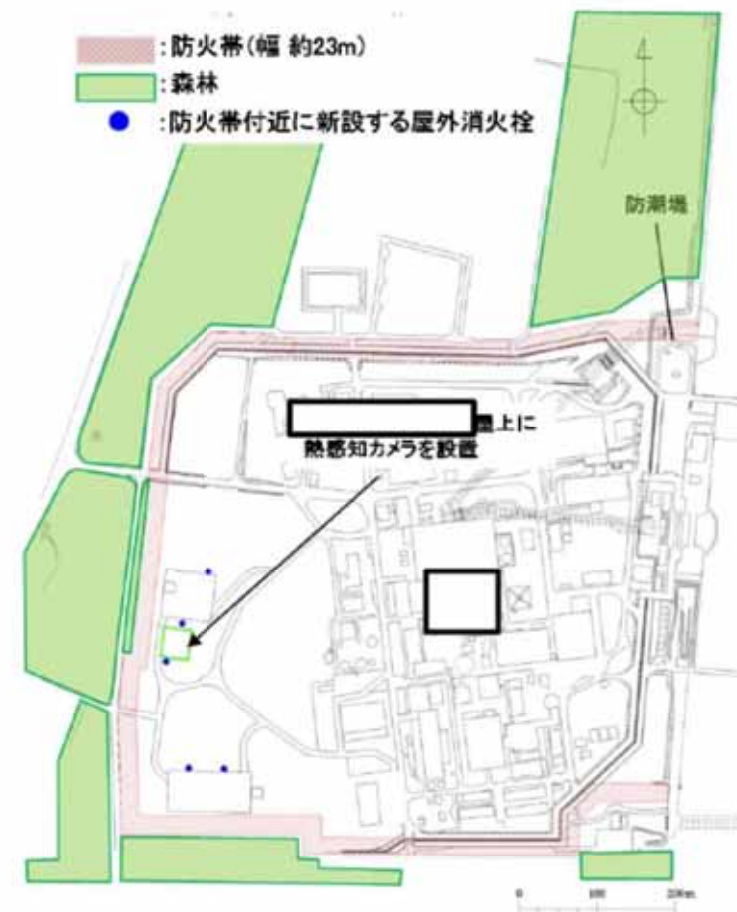 :防火帯(幅 約23m)
:森林
:防火帯付近に新設する屋外消火栓
防潮堤
屋上に
熱感知カメラを設置
0 100 200m